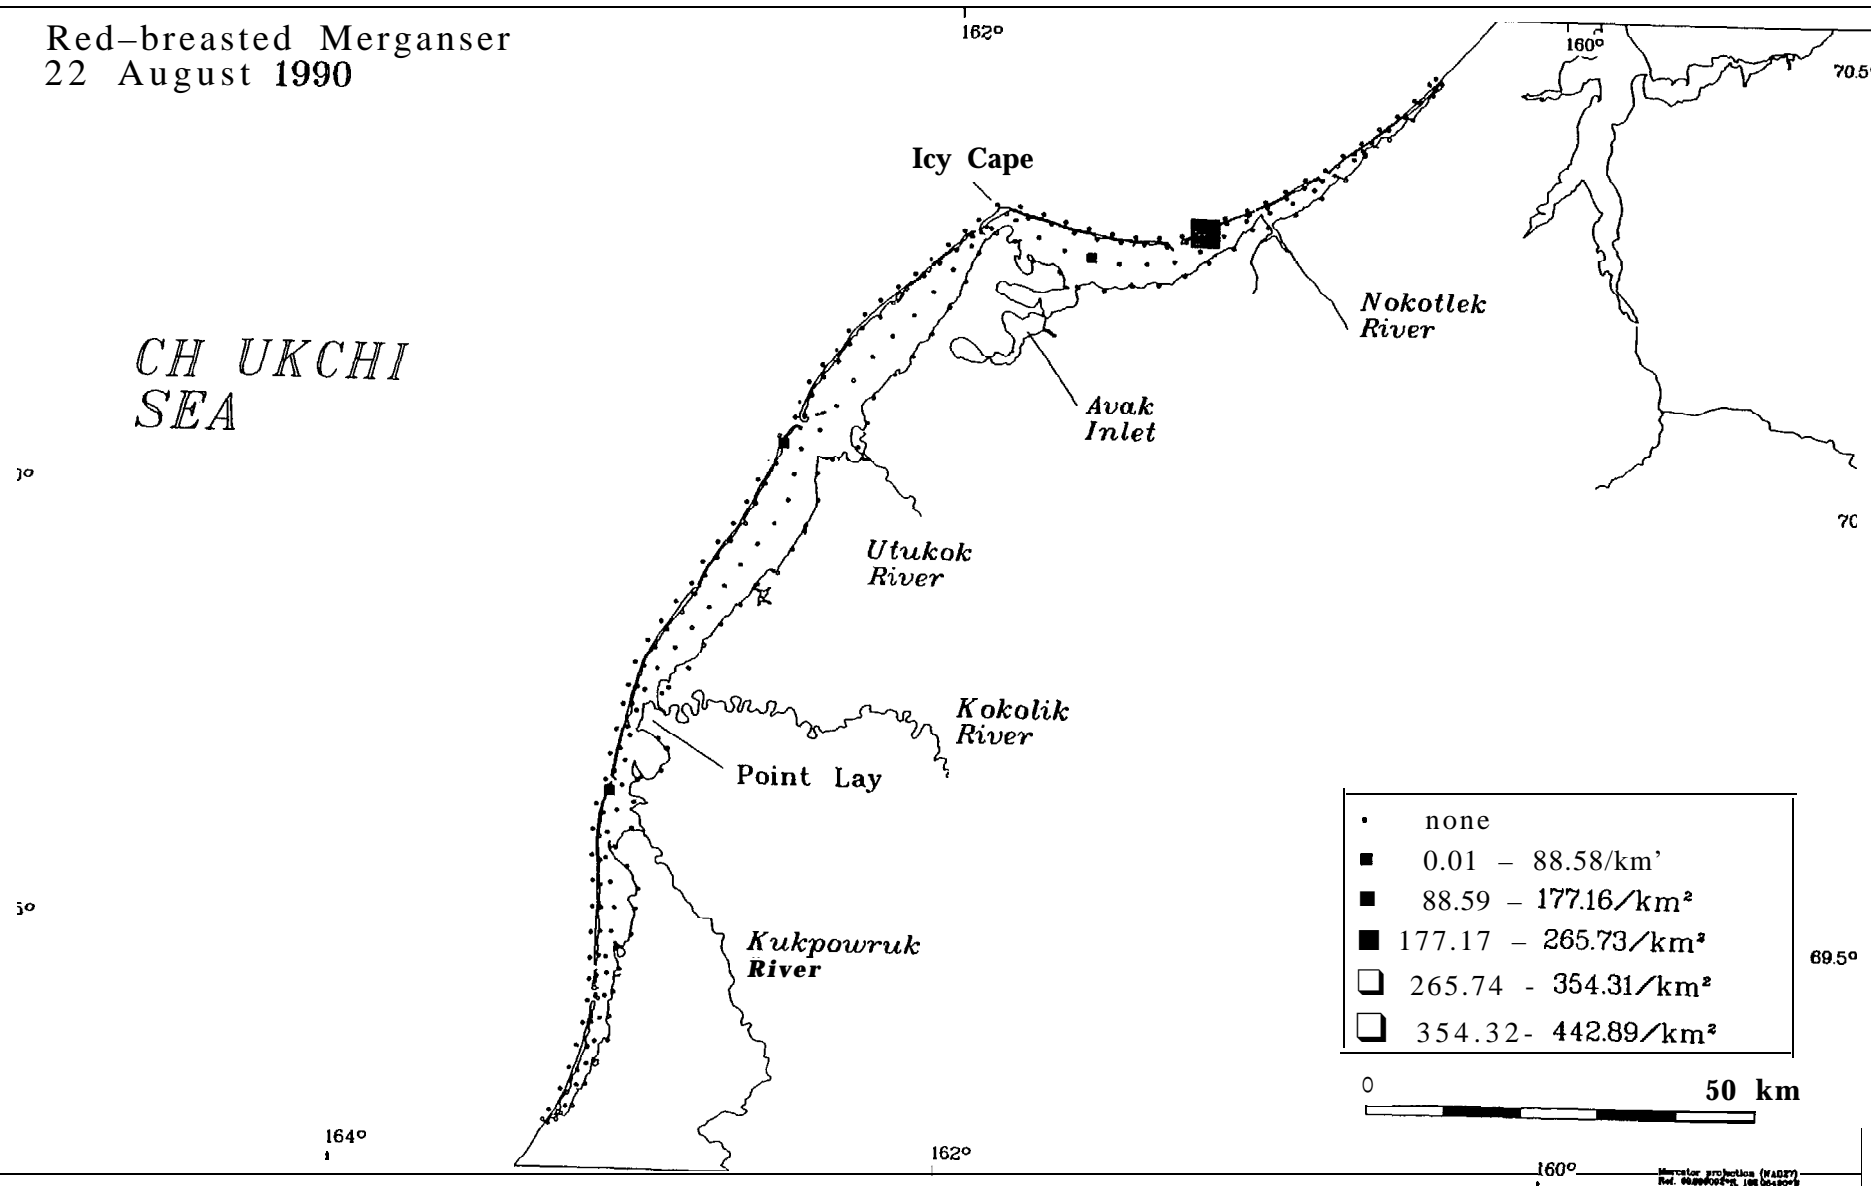 Red–breasted Merganser
22 August 1990
162°
160°
70.5°
Icy Cape
Nokotlek
River
CH UKCHI
SEA
Avak
Inlet
70
Utukok
River
Kokolik
River
Point Lay
none
0.01 – 88.58/km'
88.59 – 177.16/km²
177.17 – 265.73/km²
265.74 - 354.31/km²
354.32- 442.89/km²
5°
Kukpowruk
River
69.5°
0 50 km
164°
162°
160°
Mercator projection (NAD27)